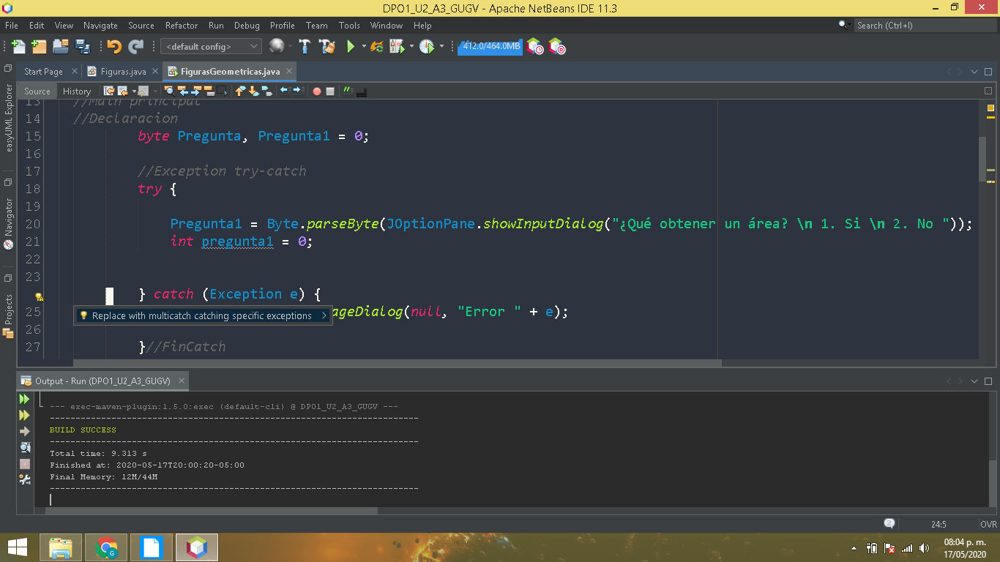 DPO1_U2_A3_GUGV - Apache NetBeans IDE 11.3
File Edit View Navigate Source Refactor Run Debug Profile Team Tools Window Help
Search (Ctrl+I)
<default config>
412.0/464.0MB
Start Page
Figuras.java
FigurasGeometricas.java
Source
History
easyUML Explorer
Navigator
Projects
13 //Main principal
14 //Declaracion
15 byte Pregunta, Pregunta1 = 0;
16
17 //Exception try-catch
18 try {
19
20 Pregunta1 = Byte.parseByte(JOptionPane.showInputDialog("¿Qué obtener un área? \n 1. Si \n 2. No "));
21 int pregunta1 = 0;
22
23
} catch (Exception e) {
Replace with multicatch catching specific exceptions
25 ageDialog(null, "Error " + e);
26
27 }//FinCatch
Output - Run (DPO1_U2_A3_GUGV)
--- exec-maven-plugin:1.5.0:exec (default-cli) @ DPO1_U2_A3_GUGV ---
------------------------------------------------------------------------
BUILD SUCCESS
------------------------------------------------------------------------
Total time: 9.313 s
Finished at: 2020-05-17T20:00:20-05:00
Final Memory: 12M/44M
------------------------------------------------------------------------
24:5
OVR
08:04 p. m.
17/05/2020